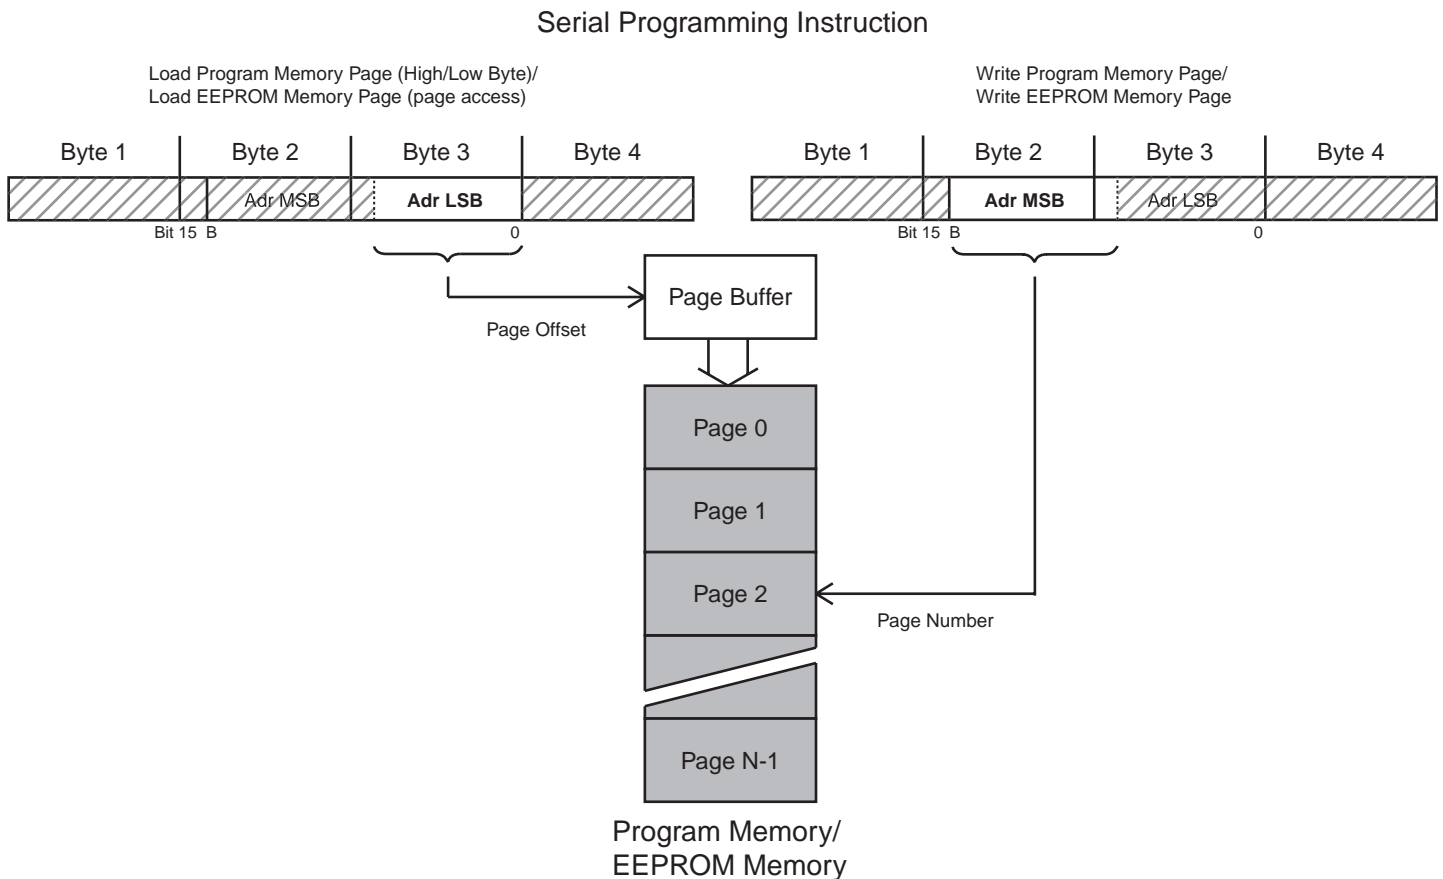 Serial Programming Instruction
Load Program Memory Page (High/Low Byte)/
Load EEPROM Memory Page (page access)
Write Program Memory Page/
Write EEPROM Memory Page
Byte 1 Byte 2 Byte 3 Byte 4
Adr MSB Adr LSB
Bit 15 B 0
Byte 1 Byte 2 Byte 3 Byte 4
Adr MSB Adr LSB
Bit 15 B 0
Page Buffer
Page Offset
Page 0
Page 1
Page 2
Page Number
Page N-1
Program Memory/
EEPROM Memory